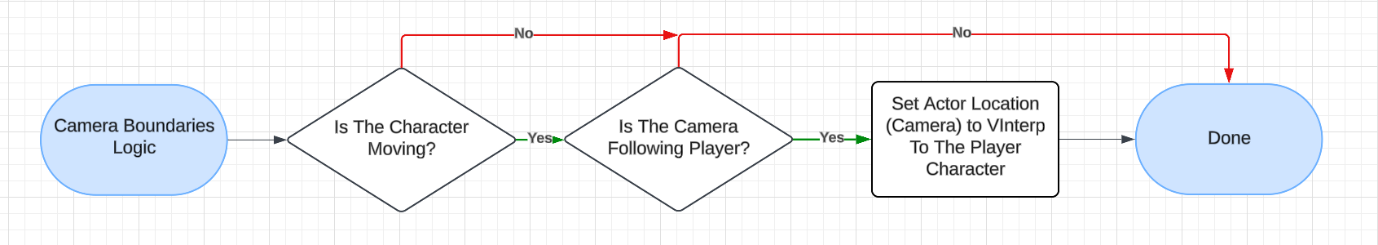 No
No
Camera Boundaries
Logic
Is The Character
Moving?
Yes
Is The Camera
Following Player?
Yes
Set Actor Location
(Camera) to VInterp
To The Player
Character
Done